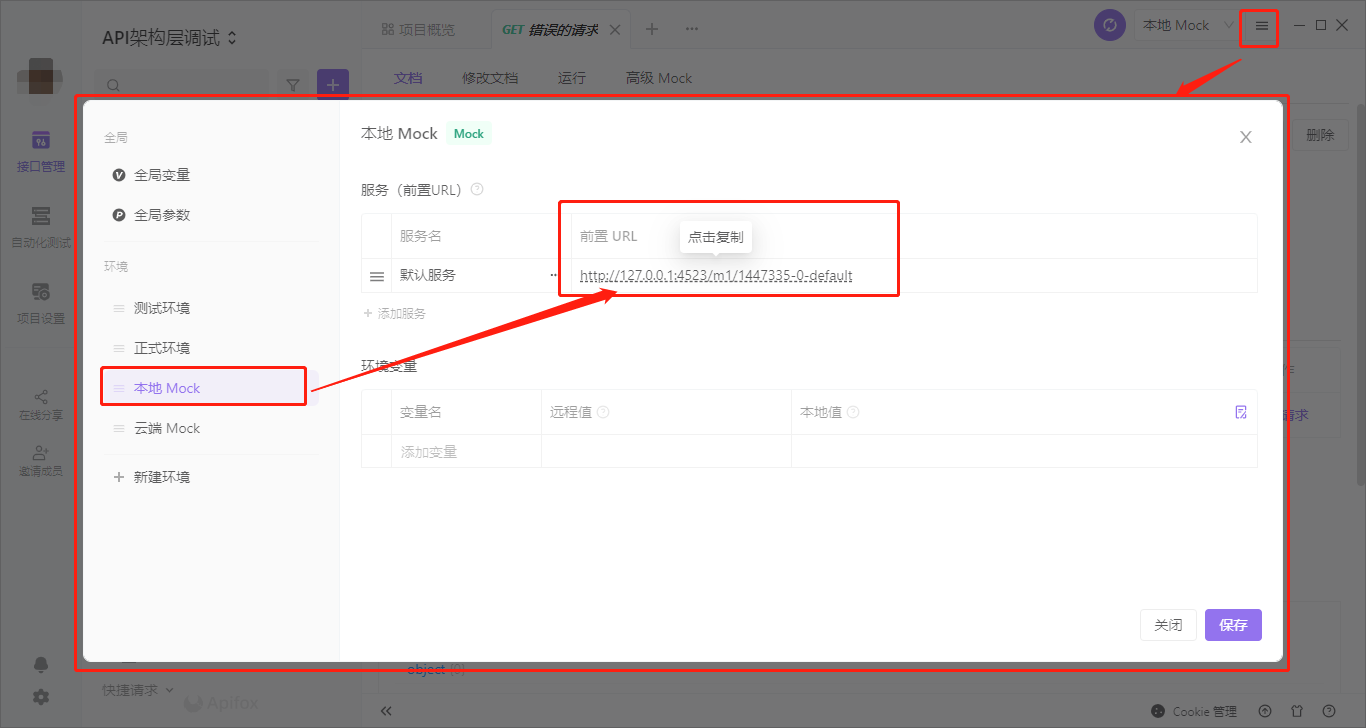 API架构层调试
项目概览
GET 错误的请求
本地 Mock
文档
修改文档
运行
高级 Mock
接口管理
自动化测试
项目设置
在线分享
邀请成员
删除
全局
全局变量
全局参数
环境
测试环境
正式环境
本地 Mock
云端 Mock
新建环境
本地 Mock
Mock
服务（前置URL）
服务名
前置 URL
点击复制
默认服务
http://127.0.0.1:4523/m1/1447335-0-default
添加服务
环境变量
变量名
远程值
本地值
添加变量
请求
关闭
保存
object {0}
快捷请求
Apifox
Cookie 管理